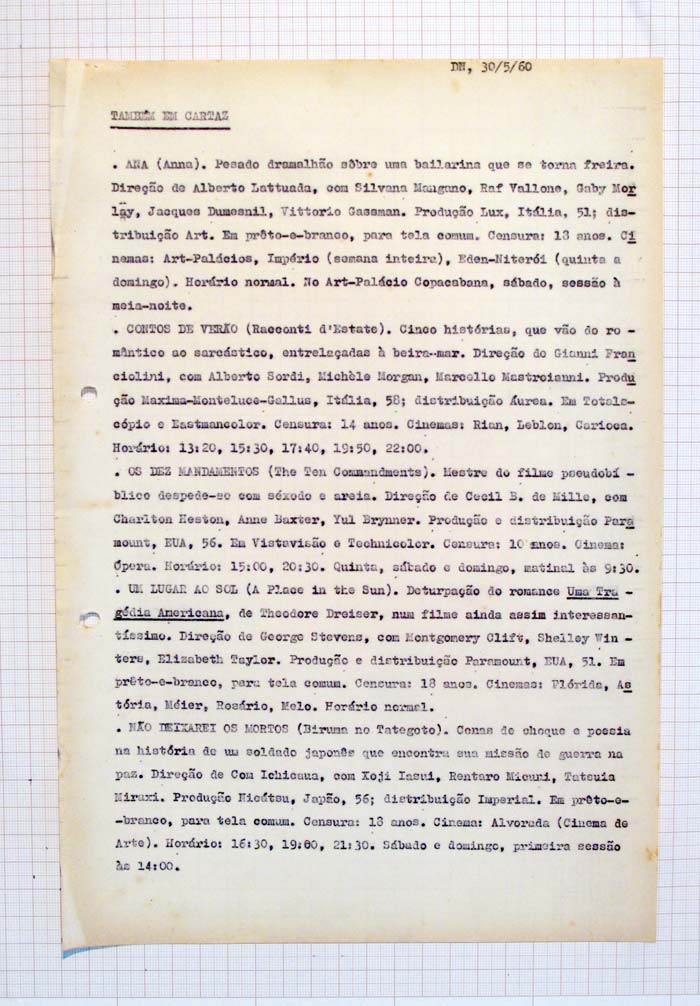 DN, 30/5/60
TAMBÉM EM CARTAZ
. ANA (Anna). Pesado dramalhão sôbre uma bailarina que se torna freira.
Direção de Alberto Lattuada, com Silvana Mangano, Raf Vallone, Gaby Mor
lay, Jacques Dumesnil, Vittorio Gassman. Produção Lux, Itália, 51; dis-
tribuição Art. Em prêto-e-branco, para tela comum. Censura: 18 anos. Ci
nemas: Art-Palácios, Império (semana inteira), Eden-Niterói (quinta a
domingo). Horário normal. No Art-Palácio Copacabana, sábado, sessão à
meia-noite.
. CONTOS DE VERÃO (Racconti d'Estate). Cinco histórias, que vão do ro -
mântico ao sarcástico, entrelaçadas à beira-mar. Direção de Gianni Fran
ciolini, com Alberto Sordi, Michèle Morgan, Marcello Mastroianni. Produ
ção Maxima-Monteluce-Gallus, Itália, 58; distribuição Áurea. Em Totals-
cópio e Eastmancolor. Censura: 14 anos. Cinemas: Rian, Leblon, Carioca.
Horário: 13:20, 15:30, 17:40, 19:50, 22:00.
. OS DEZ MANDAMENTOS (The Ten Commandments). Mestre do filme pseudobí -
blico despede-se com séxodo e areia. Direção de Cecil B. de Mille, com
Charlton Heston, Anne Baxter, Yul Brynner. Produção e distribuição Para
mount, EUA, 56. Em Vistavisão e Technicolor. Censura: 10 anos. Cinema:
Ópera. Horário: 15:00, 20:30. Quinta, sábado e domingo, matinal às 9:30.
. UM LUGAR AO SOL (A Place in the Sun). Deturpação do romance Uma Tra -
gédia Americana, de Theodore Dreiser, num filme ainda assim interessan-
tíssimo. Direção de George Stevens, com Montgomery Clift, Shelley Win -
ters, Elizabeth Taylor. Produção e distribuição Paramount, EUA, 51. Em
prêto-e-branco, para tela comum. Censura: 18 anos. Cinemas: Flórida, As
tória, Méier, Rosário, Melo. Horário normal.
. NÃO DEIXAREI OS MORTOS (Biruma no Tategoto). Cenas de choque e poesia
na história de um soldado japonês que encontra sua missão de guerra na
paz. Direção de Com Ichicaua, com Xoji Iasui, Rentaro Micuni, Tatsuia
Miraxi. Produção Nicátsu, Japão, 56; distribuição Imperial. Em prêto-e-
-branco, para tela comum. Censura: 18 anos. Cinema: Alvorada (Cinema de
Arte). Horário: 16:30, 19:00, 21:30. Sábado e domingo, primeira sessão
às 14:00.